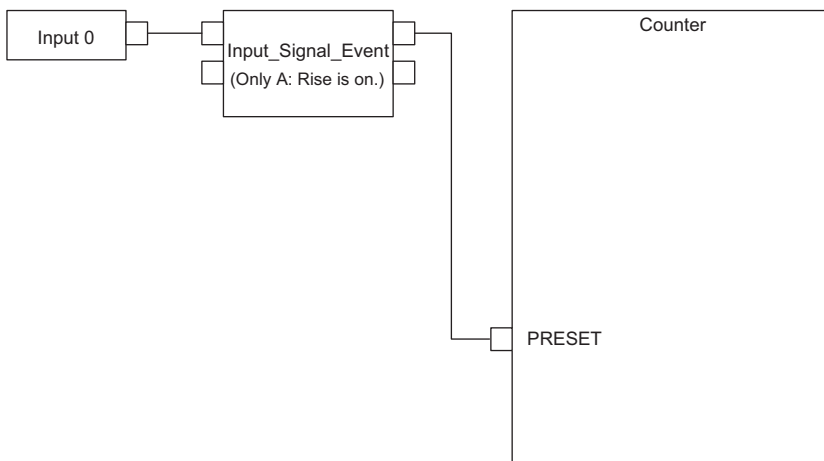 Input 0
Input_Signal_Event
(Only A: Rise is on.)
Counter
PRESET